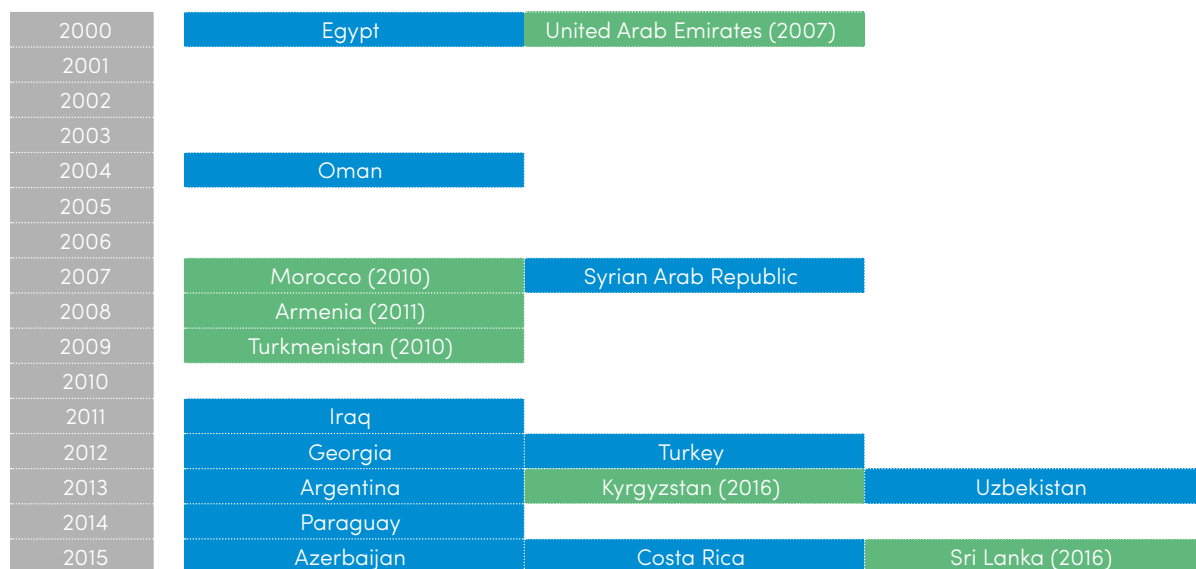 2000 Egypt United Arab Emirates (2007)
2001
2002
2003
2004 Oman
2005
2006
2007 Morocco (2010) Syrian Arab Republic
2008 Armenia (2011)
2009 Turkmenistan (2010)
2010
2011 Iraq
2012 Georgia Turkey
2013 Argentina Kyrgyzstan (2016) Uzbekistan
2014 Paraguay
2015 Azerbaijan Costa Rica Sri Lanka (2016)